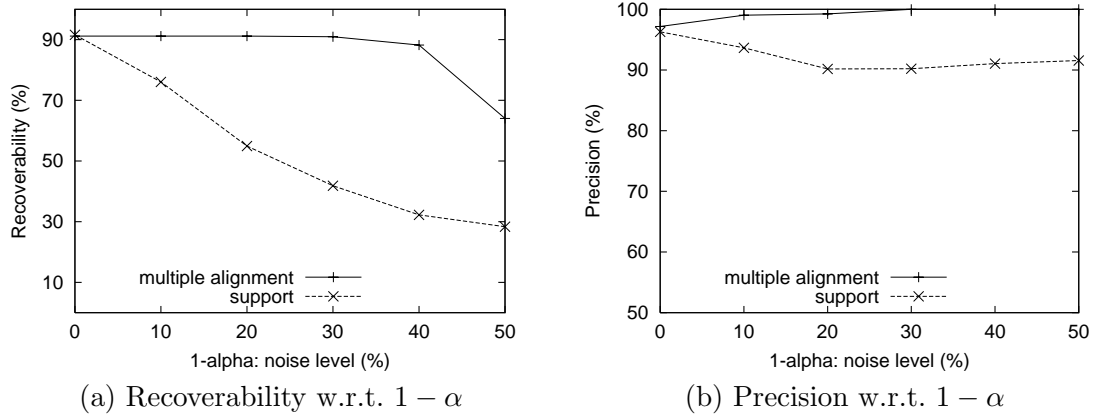 90
70
50
30
10
Recoverability (%)
multiple alignment
support
0 10 20 30 40 50
1-alpha: noise level (%)
(a) Recoverability w.r.t. 1 − α
100
90
80
70
60
50
Precision (%)
multiple alignment
support
0 10 20 30 40 50
1-alpha: noise level (%)
(b) Precision w.r.t. 1 − α